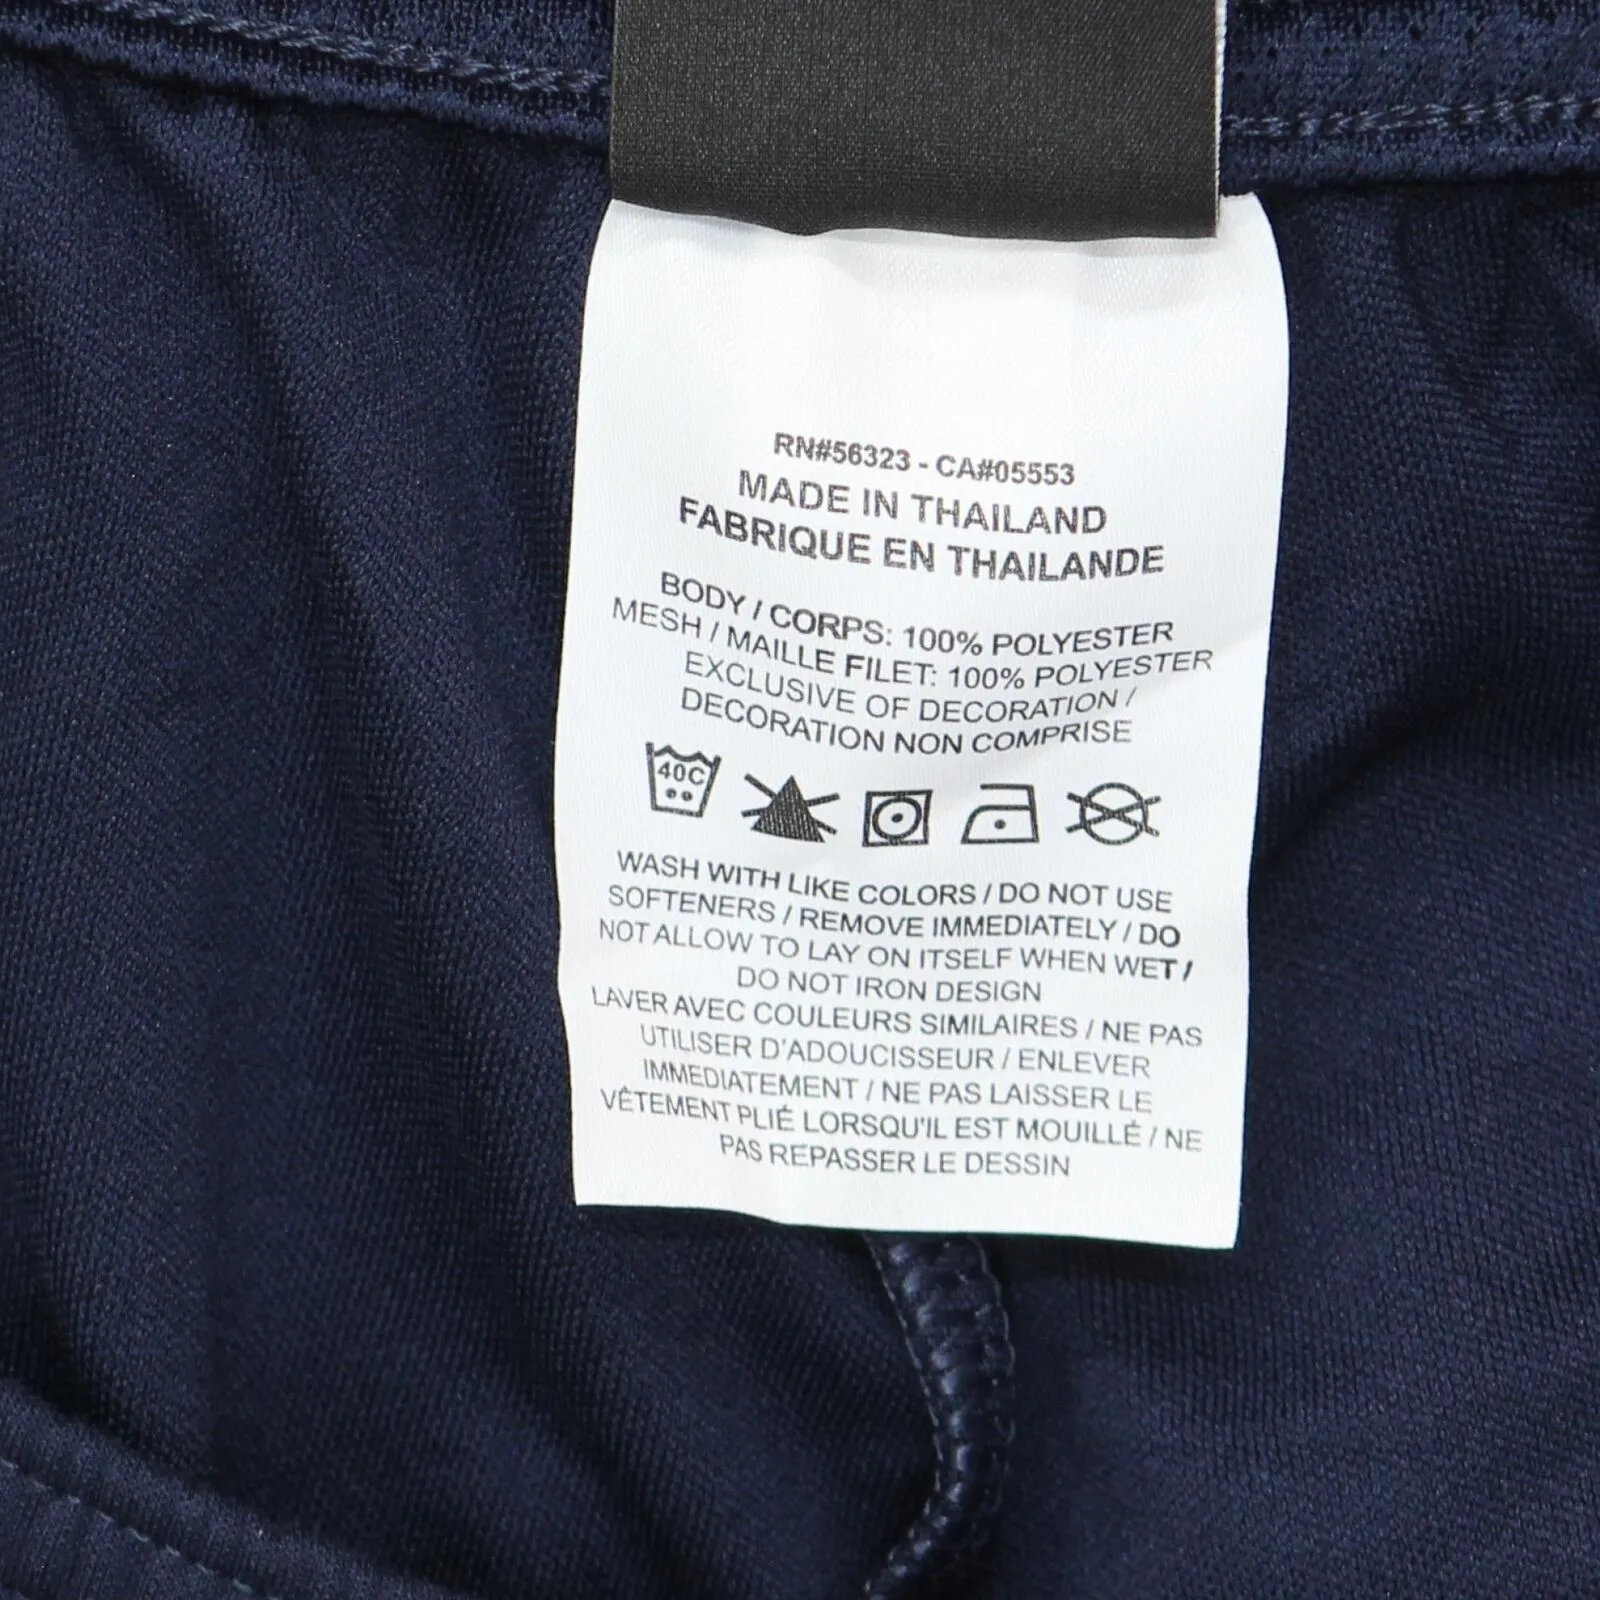 RN#56323 - CA#05553
MADE IN THAILAND
FABRIQUE EN THAILANDE
BODY / CORPS: 100% POLYESTER
MESH / MAILLE FILET: 100% POLYESTER
EXCLUSIVE OF DECORATION /
DECORATION NON COMPRISE
40C
WASH WITH LIKE COLORS / DO NOT USE
SOFTENERS / REMOVE IMMEDIATELY / DO
NOT ALLOW TO LAY ON ITSELF WHEN WET /
DO NOT IRON DESIGN
LAVER AVEC COULEURS SIMILAIRES / NE PAS
UTILISER D'ADOUCISSEUR / ENLEVER
IMMEDIATEMENT / NE PAS LAISSER LE
VÊTEMENT PLIÉ LORSQU'IL EST MOUILLÉ / NE
PAS REPASSER LE DESSIN